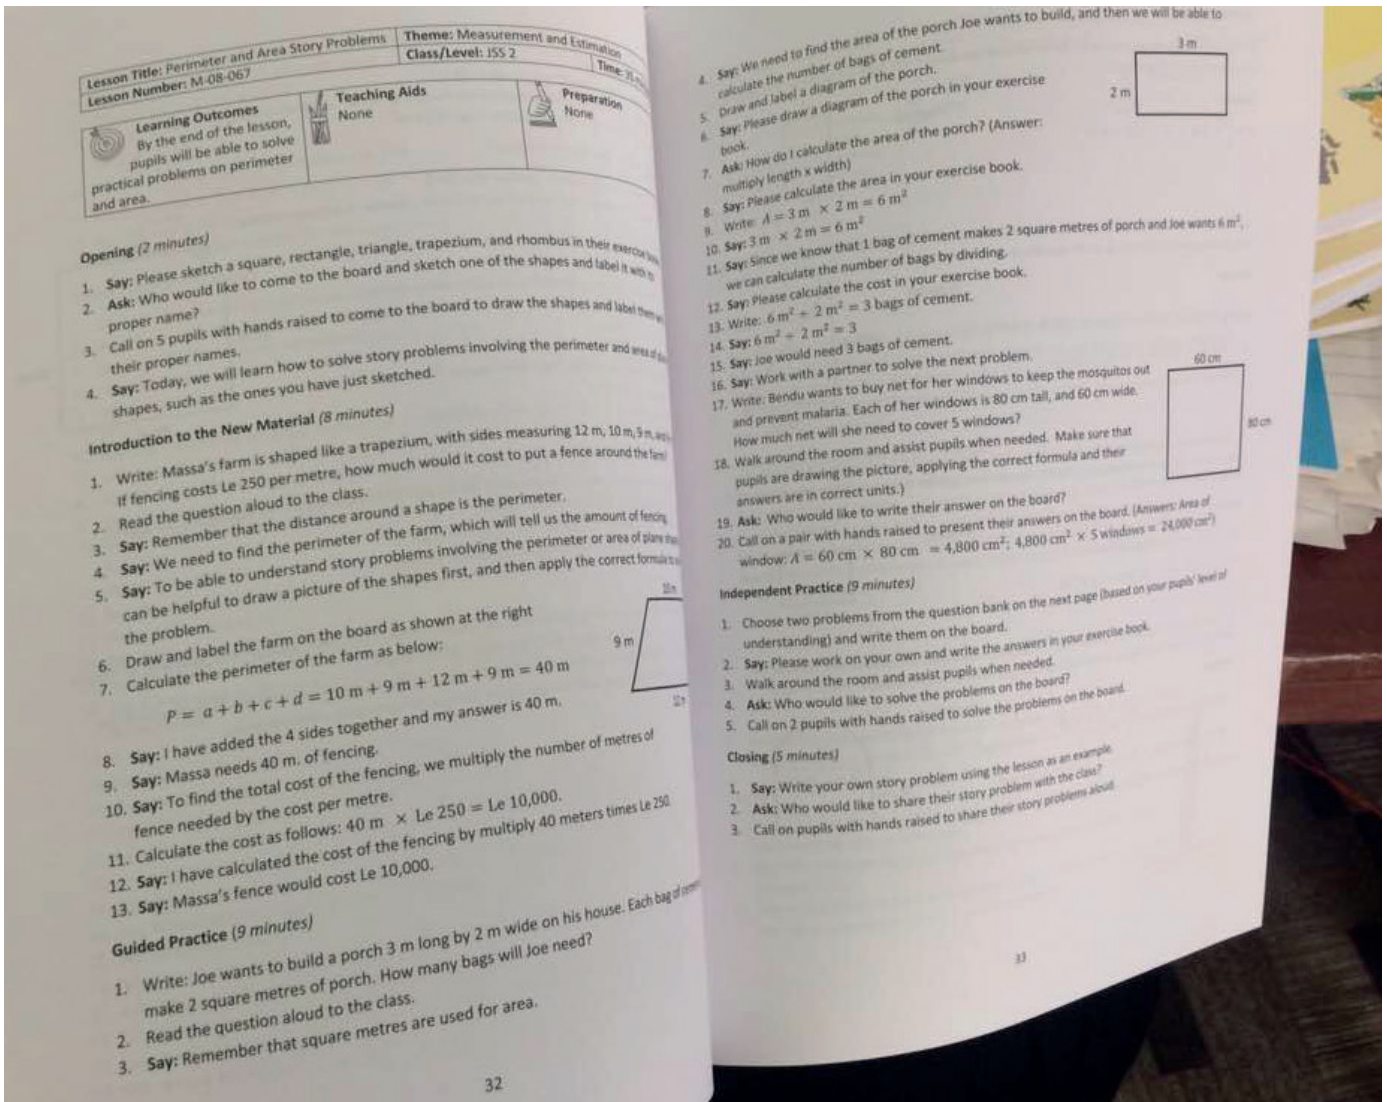 Lesson Title: Perimeter and Area Story Problems
Theme: Measurement and Estimation
Lesson Number: M-08-067
Class/Level: JSS 2
Time:
Learning Outcomes
By the end of the lesson,
pupils will be able to solve
practical problems on perimeter
and area.
Teaching Aids
None
Preparation
None
Opening (2 minutes)
1. Say: Please sketch a square, rectangle, triangle, trapezium, and rhombus in their exercise
2. Ask: Who would like to come to the board and sketch one of the shapes and label it with
proper name?
3. Call on 5 pupils with hands raised to come to the board to draw the shapes and label them
their proper names.
4. Say: Today, we will learn how to solve story problems involving the perimeter and area of
shapes, such as the ones you have just sketched.
Introduction to the New Material (8 minutes)
1. Write: Massa's farm is shaped like a trapezium, with sides measuring 12 m, 10 m, 9 m,
If fencing costs Le 250 per metre, how much would it cost to put a fence around the farm
2. Read the question aloud to the class.
3. Say: Remember that the distance around a shape is the perimeter.
4. Say: We need to find the perimeter of the farm, which will tell us the amount of fencing
5. Say: To be able to understand story problems involving the perimeter or area of plane
can be helpful to draw a picture of the shapes first, and then apply the correct formula
the problem.
6. Draw and label the farm on the board as shown at the right
7. Calculate the perimeter of the farm as below:
P = a + b + c + d = 10 m + 9 m + 12 m + 9 m = 40 m
10m
9 m
8. Say: I have added the 4 sides together and my answer is 40 m.
9. Say: Massa needs 40 m. of fencing.
10. Say: To find the total cost of the fencing, we multiply the number of metres of
fence needed by the cost per metre.
11. Calculate the cost as follows: 40 m × Le 250 = Le 10,000.
12. Say: I have calculated the cost of the fencing by multiply 40 meters times Le 250.
13. Say: Massa's fence would cost Le 10,000.
Guided Practice (9 minutes)
1. Write: Joe wants to build a porch 3 m long by 2 m wide on his house. Each bag of
make 2 square metres of porch. How many bags will Joe need?
2. Read the question aloud to the class.
3. Say: Remember that square metres are used for area.
32
4. Say: We need to find the area of the porch Joe wants to build, and then we will be able to
calculate the number of bags of cement.
5. Draw and label a diagram of the porch.
6. Say: Please draw a diagram of the porch in your exercise
book.
3 m
2 m
7. Ask: How do I calculate the area of the porch? (Answer:
multiply length x width)
8. Say: Please calculate the area in your exercise book.
9. Write: A = 3 m × 2 m = 6 m²
10. Say: 3 m × 2 m = 6 m²
11. Say: Since we know that 1 bag of cement makes 2 square metres of porch and Joe wants 6 m²,
we can calculate the number of bags by dividing.
12. Say: Please calculate the cost in your exercise book.
13. Write: 6 m² ÷ 2 m² = 3 bags of cement.
14. Say: 6 m² ÷ 2 m² = 3
15. Say: Joe would need 3 bags of cement.
16. Say: Work with a partner to solve the next problem.
17. Write: Bendu wants to buy net for her windows to keep the mosquitos out
and prevent malaria. Each of her windows is 80 cm tall, and 60 cm wide.
How much net will she need to cover 5 windows?
60 cm
80 cm
18. Walk around the room and assist pupils when needed. Make sure that
pupils are drawing the picture, applying the correct formula and their
answers are in correct units.)
19. Ask: Who would like to write their answer on the board?
20. Call on a pair with hands raised to present their answers on the board. (Answers: Area of
window: A = 60 cm × 80 cm = 4,800 cm²; 4,800 cm² × 5 windows = 24,000 cm²)
Independent Practice (9 minutes)
1. Choose two problems from the question bank on the next page (based on your pupils' level of
understanding) and write them on the board.
2. Say: Please work on your own and write the answers in your exercise book.
3. Walk around the room and assist pupils when needed.
4. Ask: Who would like to solve the problems on the board?
5. Call on 2 pupils with hands raised to solve the problems on the board.
Closing (5 minutes)
1. Say: Write your own story problem using the lesson as an example.
2. Ask: Who would like to share their story problem with the class?
3. Call on pupils with hands raised to share their story problems aloud.
33